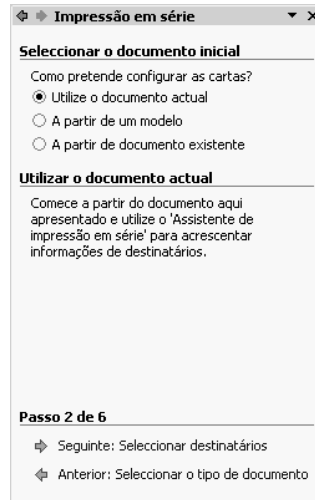 Impressão em série
Seleccionar o documento inicial
Como pretende configurar as cartas?
Utilize o documento actual
A partir de um modelo
A partir de documento existente
Utilizar o documento actual
Comece a partir do documento aqui
apresentado e utilize o 'Assistente de
impressão em série' para acrescentar
informações de destinatários.
Passo 2 de 6
Seguinte: Seleccionar destinatários
Anterior: Seleccionar o tipo de documento